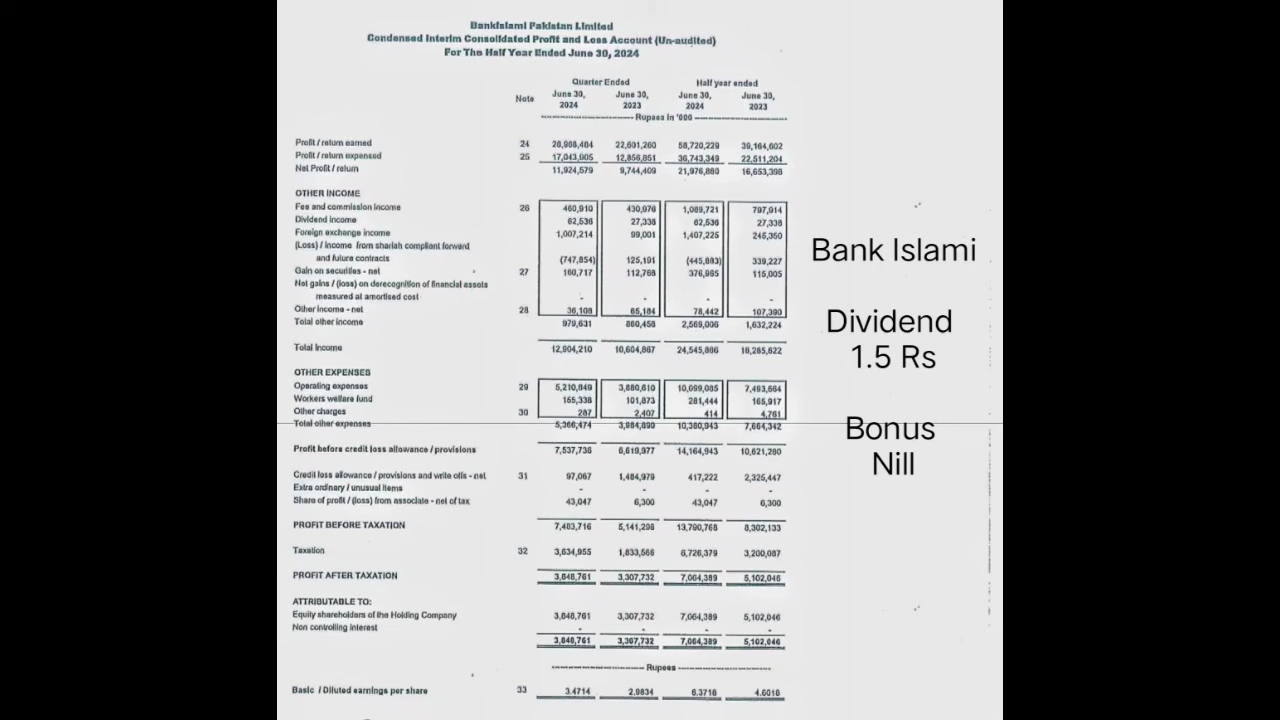 BankIslami Pakistan Limited
Condensed Interim Consolidated Profit and Loss Account (Un-audited)
For The Half Year Ended June 30, 2024
Quarter Ended Half year ended
Note June 30, 2024 June 30, 2023 June 30, 2024 June 30, 2023
Rupees in '000
Profit / return earned 24 28,968,484 22,601,260 58,720,229 39,164,602
Profit / return expensed 25 17,043,905 12,856,851 36,743,349 22,511,204
Net Profit / return 11,924,579 9,744,409 21,976,880 16,653,398
OTHER INCOME
Fee and commission income 26 460,910 430,976 1,089,721 797,914
Dividend income 62,536 27,338 62,536 27,338
Foreign exchange income 1,007,214 99,001 1,407,225 245,350
(Loss) / Income from shariah compliant forward
and future contracts (747,854) 125,191 (445,883) 339,227
Gain on securities - net 27 160,717 112,768 376,965 115,005
Net gains / (loss) on derecognition of financial assets
measured at amortised cost - - - -
Other income - net 28 36,108 65,184 78,442 107,390
Total other income 979,631 860,458 2,569,006 1,632,224
Total Income 12,904,210 10,604,867 24,545,886 18,285,622
OTHER EXPENSES
Operating expenses 29 5,210,849 3,880,610 10,099,085 7,493,664
Workers welfare fund 155,338 101,873 281,444 165,917
Other charges 30 287 2,407 414 4,761
Total other expenses 5,366,474 3,984,890 10,380,943 7,664,342
Profit before credit loss allowance / provisions 7,537,736 6,619,977 14,164,943 10,621,280
Credit loss allowance / provisions and write offs - net 31 97,067 1,484,979 417,222 2,325,447
Extra ordinary / unusual items - - - -
Share of profit / (loss) from associate - net of tax 43,047 6,300 43,047 6,300
PROFIT BEFORE TAXATION 7,483,716 5,141,298 13,790,768 8,302,133
Taxation 32 3,634,955 1,833,566 6,726,379 3,200,087
PROFIT AFTER TAXATION 3,848,761 3,307,732 7,064,389 5,102,046
ATTRIBUTABLE TO:
Equity shareholders of the Holding Company 3,848,761 3,307,732 7,064,389 5,102,046
Non controlling interest - - - -
3,848,761 3,307,732 7,064,389 5,102,046
Rupees
Basic / Diluted earnings per share 33 3.4714 2.9834 6.3718 4.6018
Bank Islami
Dividend
1.5 Rs
Bonus
Nill